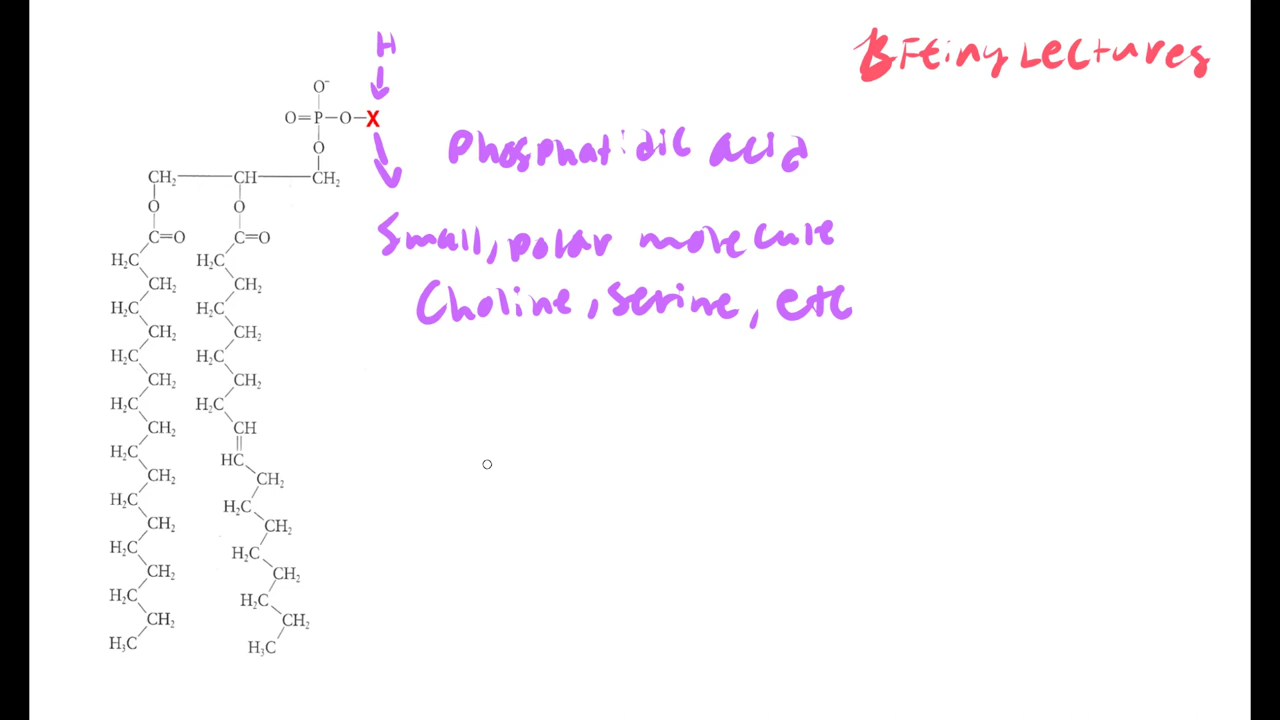 BFeiny Lectures
H
O⁻
O=P—O—X
Phosphatidic acid
O
CH₂ CH CH₂
O O
Small, polar molecule
C=O C=O
H₂C H₂C
CH₂ CH₂
Choline, Serine, etc
H₂C H₂C
CH₂ CH₂
H₂C H₂C
CH₂ CH₂
H₂C H₂C
CH₂ CH
H₂C HC
CH₂ CH₂
H₂C H₂C
CH₂ CH₂
H₂C H₂C
CH₂ CH₂
H₂C H₂C
CH₂ CH₂
H₃C H₃C